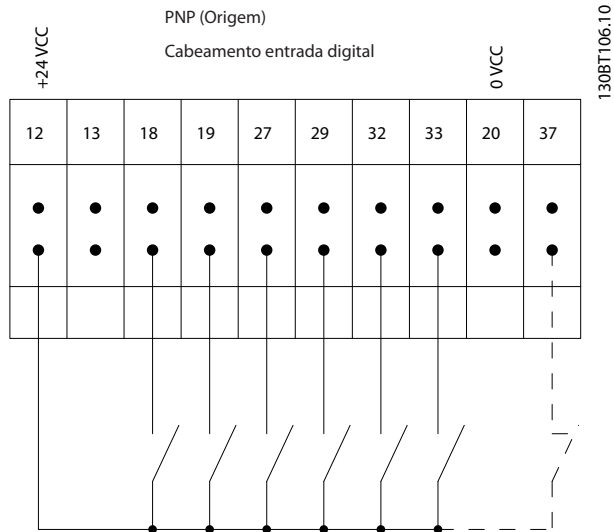 PNP (Origem)
Cabeamento entrada digital
+24 VCC
0 VCC
130BT106.10
12 13 18 19 27 29 32 33 20 37